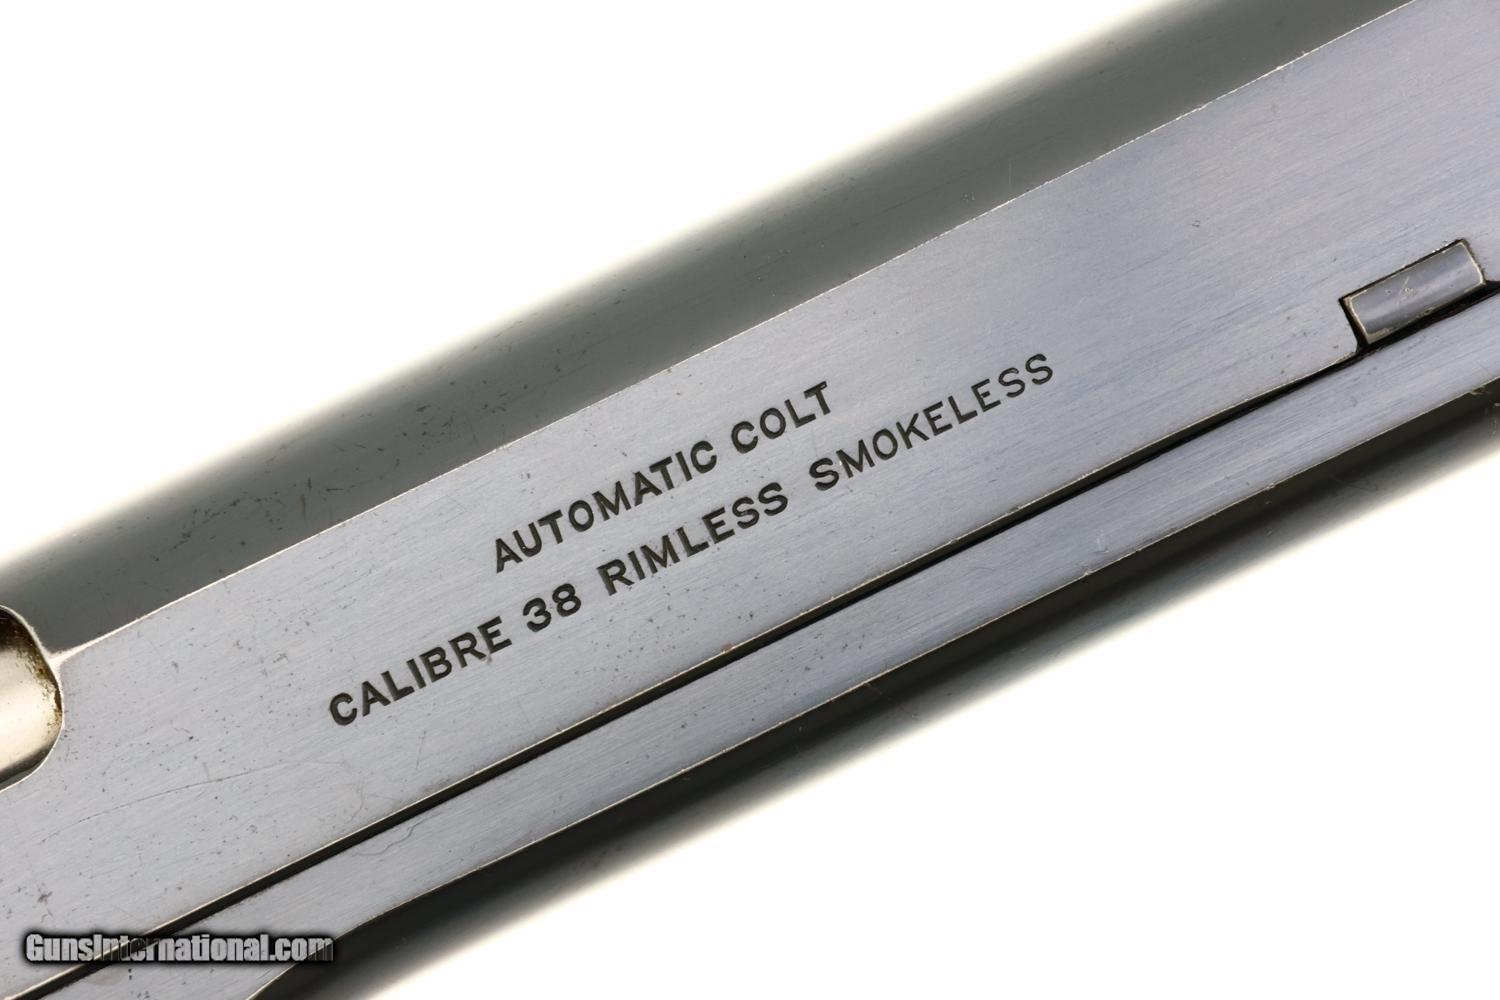 AUTOMATIC COLT
CALIBRE 38 RIMLESS SMOKELESS
GunsInternational.com